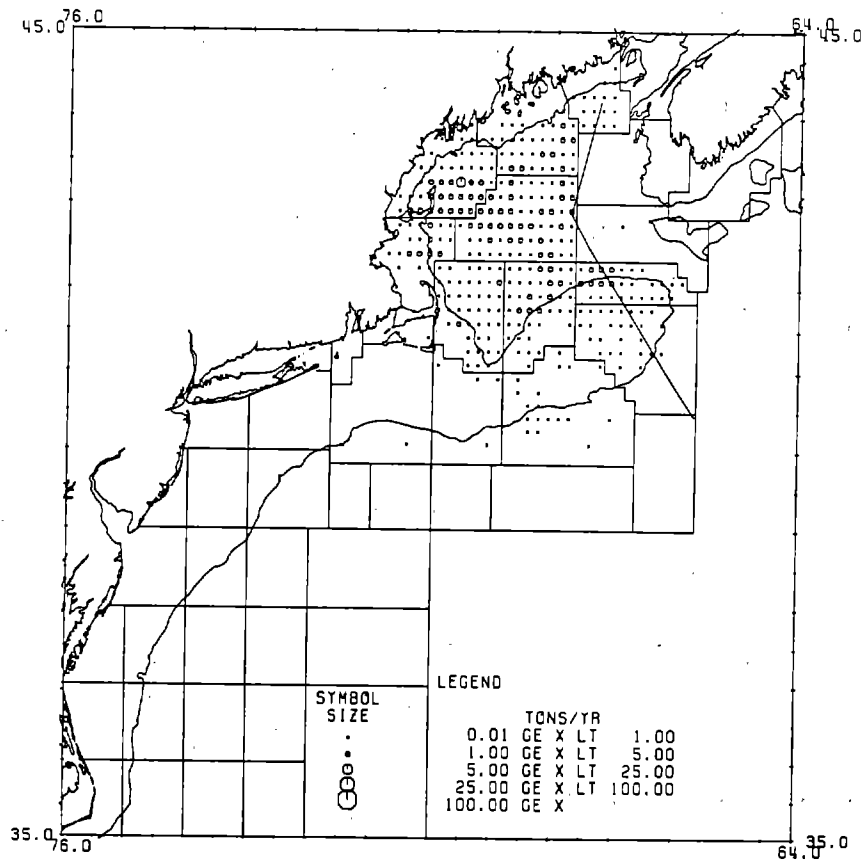 76.0 64.0
45.0 45.0
LEGEND
SYMBOL
SIZE
TONS/YR
0.01 GE X LT 1.00
1.00 GE X LT 5.00
5.00 GE X LT 25.00
25.00 GE X LT 100.00
100.00 GE X
35.0 35.0
76.0 64.0